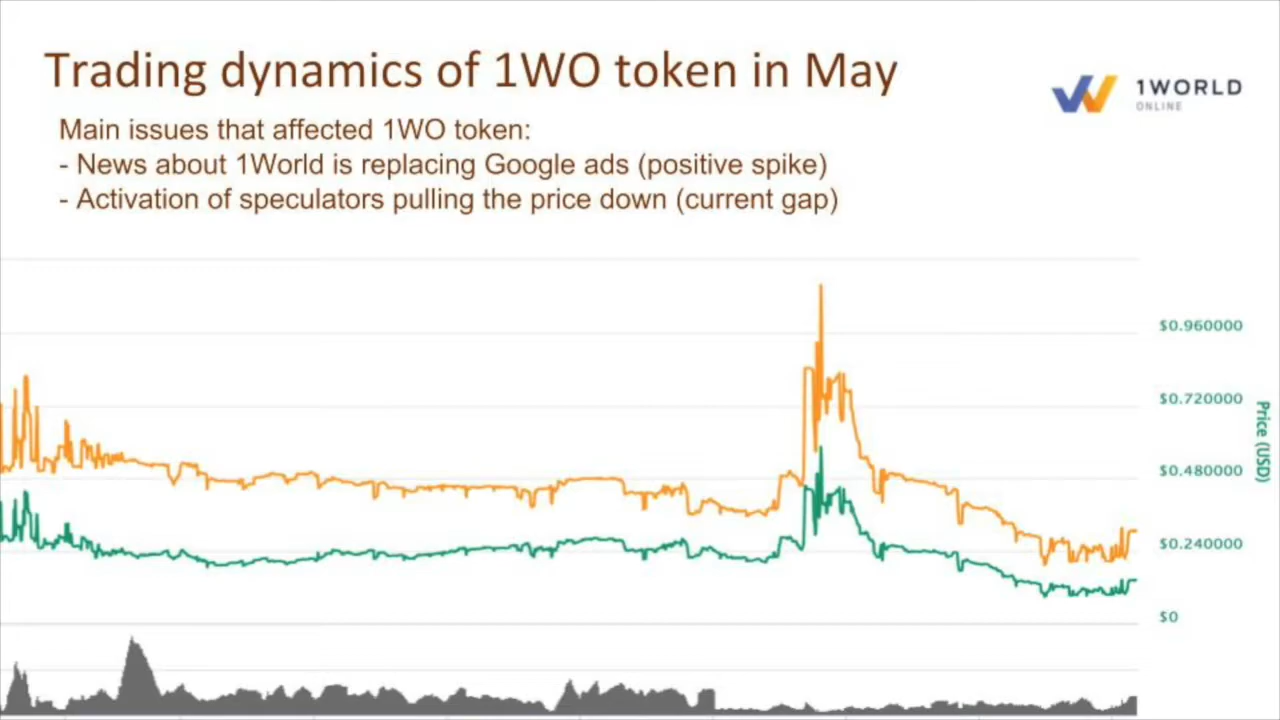 Trading dynamics of 1WO token in May
1WORLD
ONLINE
Main issues that affected 1WO token:
- News about 1World is replacing Google ads (positive spike)
- Activation of speculators pulling the price down (current gap)
$0.960000
$0.720000
$0.480000
$0.240000
$0
Price (USD)